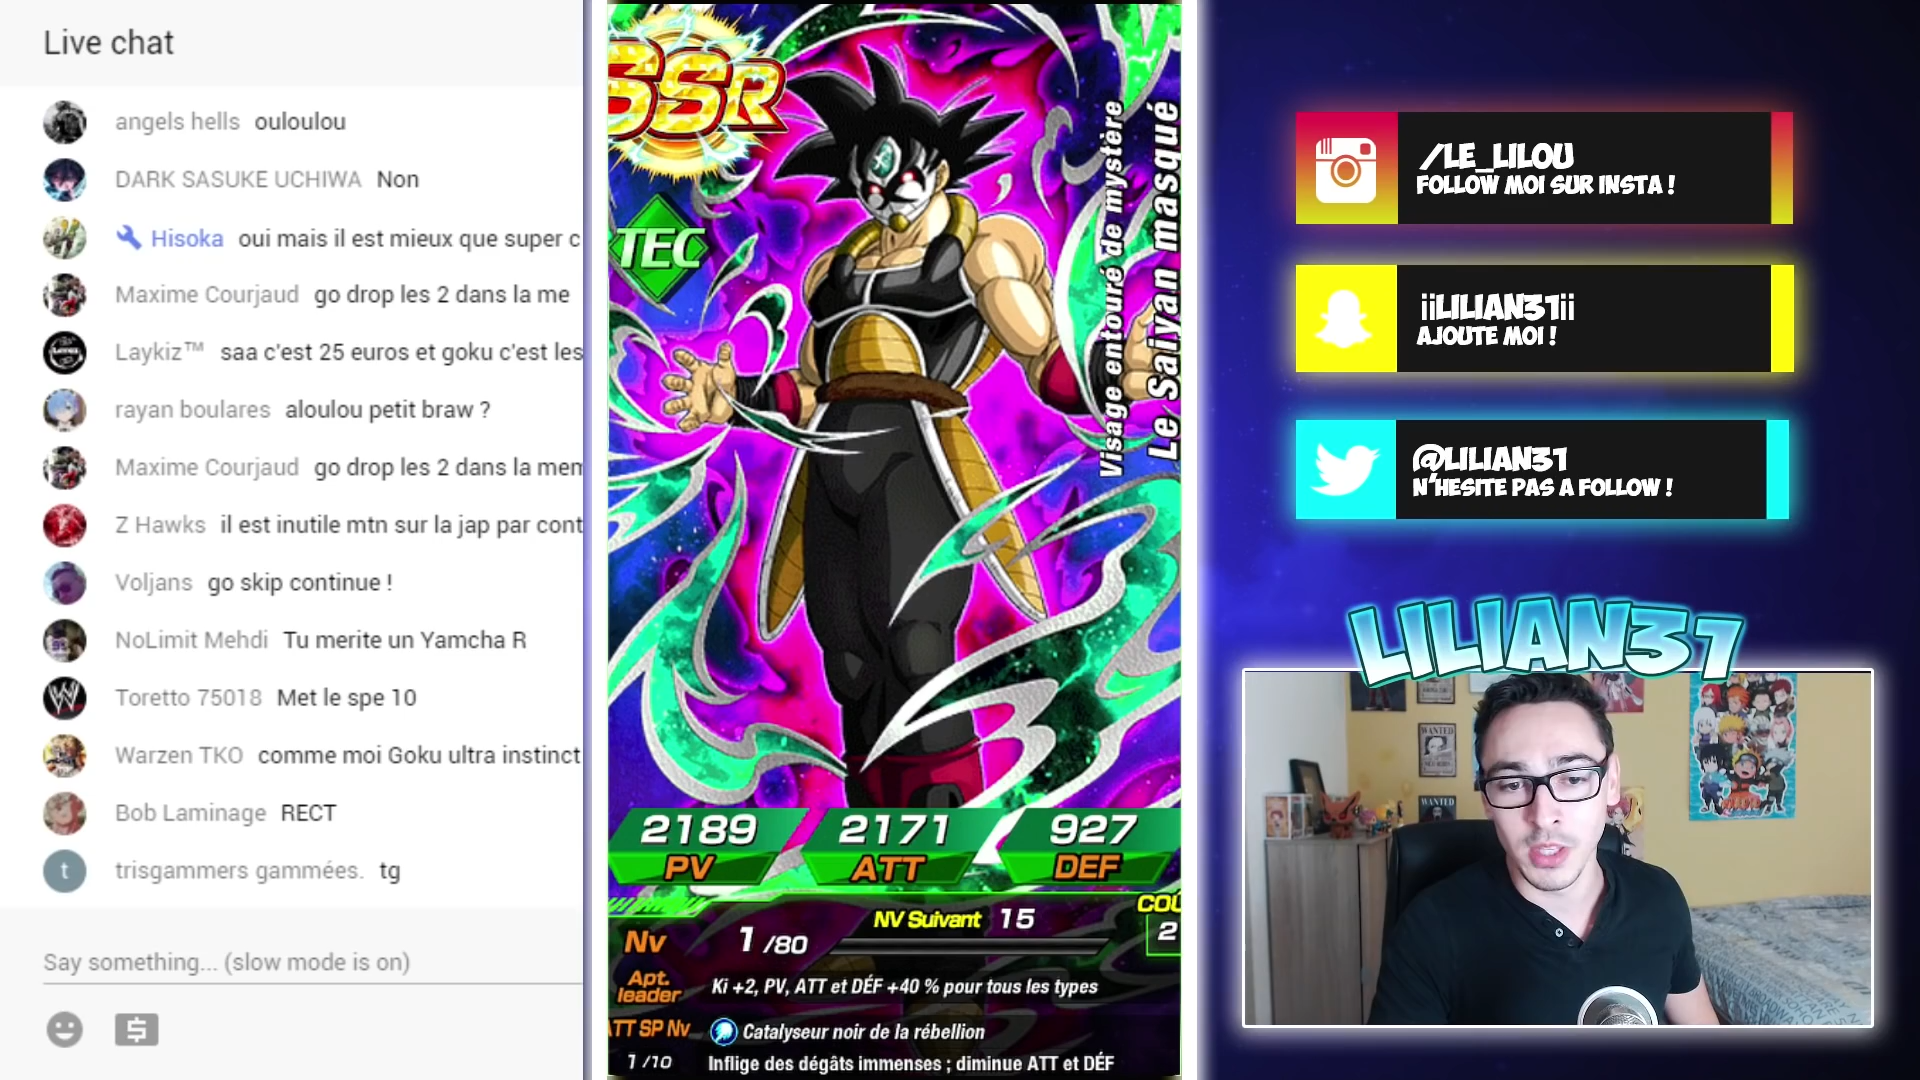 Live chat
angels hells ouloulou
DARK SASUKE UCHIWA Non
Hisoka oui mais il est mieux que super c
Maxime Courjaud go drop les 2 dans la me
Laykiz™ saa c'est 25 euros et goku c'est les
rayan boulares aloulou petit braw ?
Maxime Courjaud go drop les 2 dans la mem
Z Hawks il est inutile mtn sur la jap par cont
Voljans go skip continue !
NoLimit Mehdi Tu merite un Yamcha R
Toretto 75018 Met le spe 10
Warzen TKO comme moi Goku ultra instinct
Bob Laminage RECT
t trisgammers gammées. tg
Say something... (slow mode is on)
SSR
TEC
Visage entouré de mystère
Le Saiyan masqué
2189 2171 927
PV ATT DEF
NV Suivant 15
COU
Nv 1 /80
2
Apt. leader Ki +2, PV, ATT et DÉF +40 % pour tous les types
ATT SP Nv Catalyseur noir de la rébellion
1 /10 Inflige des dégâts immenses ; diminue ATT et DÉF
/LE_LILOU
FOLLOW MOI SUR INSTA !
iiLILIAN31ii
AJOUTE MOI !
@LILIAN31
N'HESITE PAS A FOLLOW !
LILIAN31
WANTED
WANTED